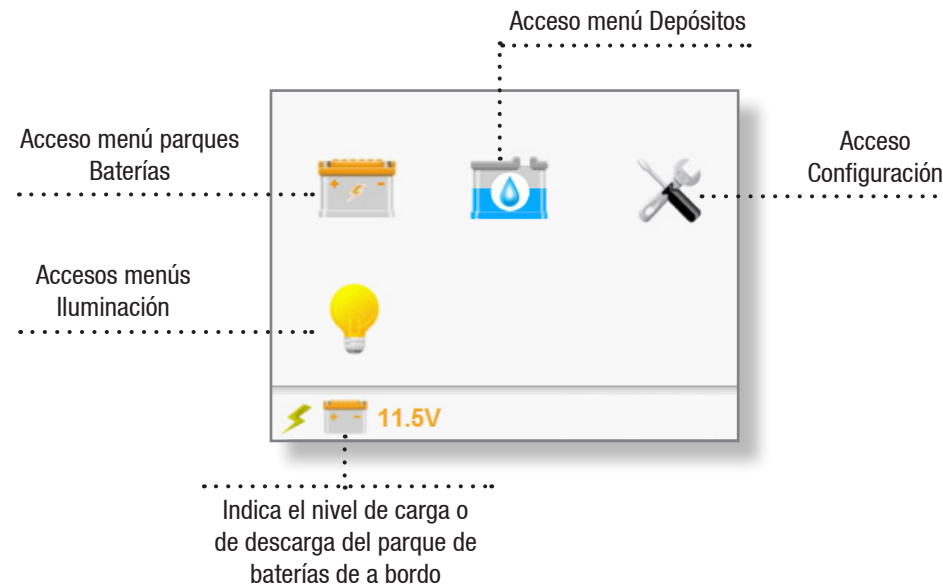 Acceso menú Depósitos
Acceso menú parques
Baterías
Acceso
Configuración
Accesos menús
Iluminación
11.5V
Indica el nivel de carga o
de descarga del parque de
baterías de a bordo